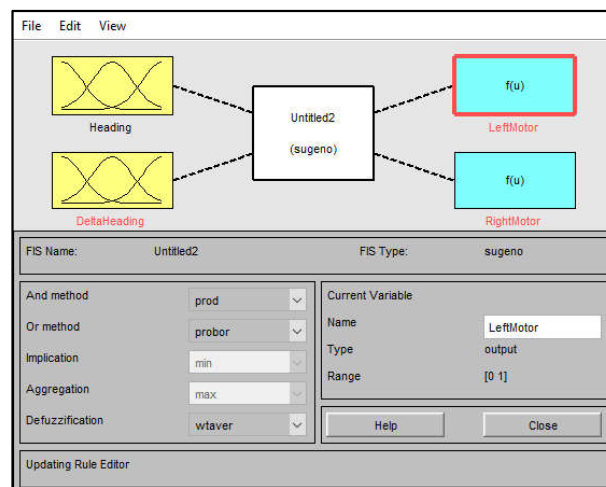 File Edit View
f(u)
Untitled2
Heading
(sugeno)
LeftMotor
f(u)
DeltaHeading
RightMotor
FIS Name: Untitled2 FIS Type: sugeno
And method prod
Or method probor
Implication min
Aggregation max
Defuzzification wtaver
Current Variable
Name LeftMotor
Type output
Range [0 1]
Help Close
Updating Rule Editor